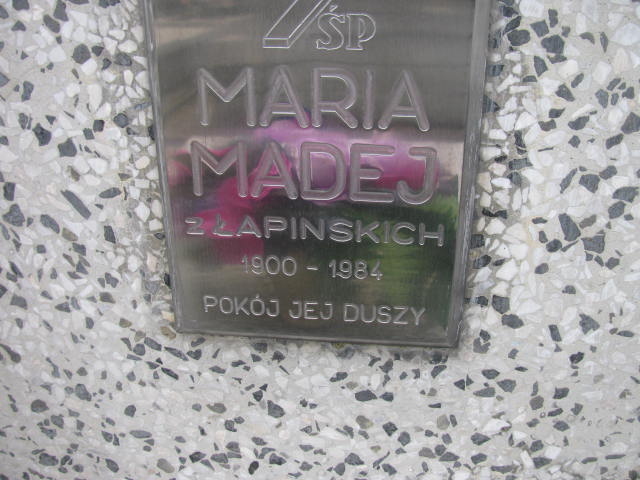 ŚP
MARIA
MADEJ
z ŁAPINSKICH
1900 - 1984
POKÓJ JEJ DUSZY